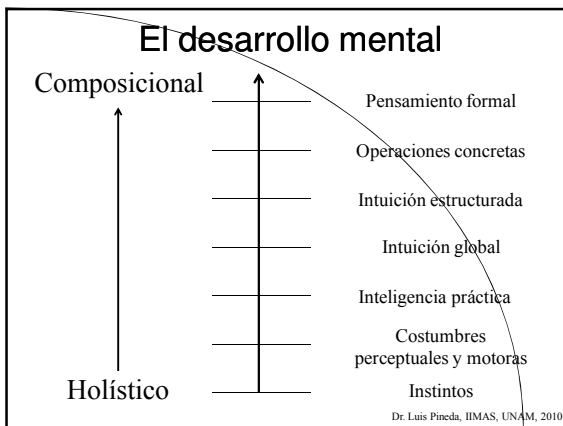 El desarrollo mental
Composicional
Pensamiento formal
Operaciones concretas
Intuición estructurada
Intuición global
Inteligencia práctica
Costumbres
perceptuales y motoras
Holístico
Instintos
Dr. Luis Pineda, IIMAS, UNAM, 2010